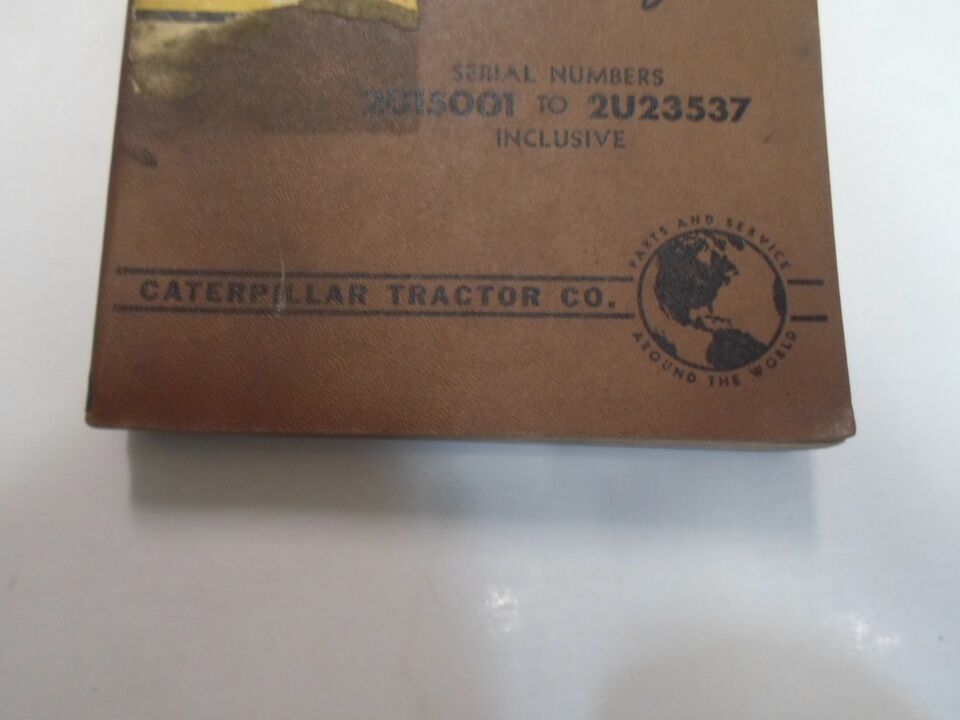 SERIAL NUMBERS
2U15001 TO 2U23537
INCLUSIVE
CATERPILLAR TRACTOR CO.
PARTS AND SERVICE
AROUND THE WORLD